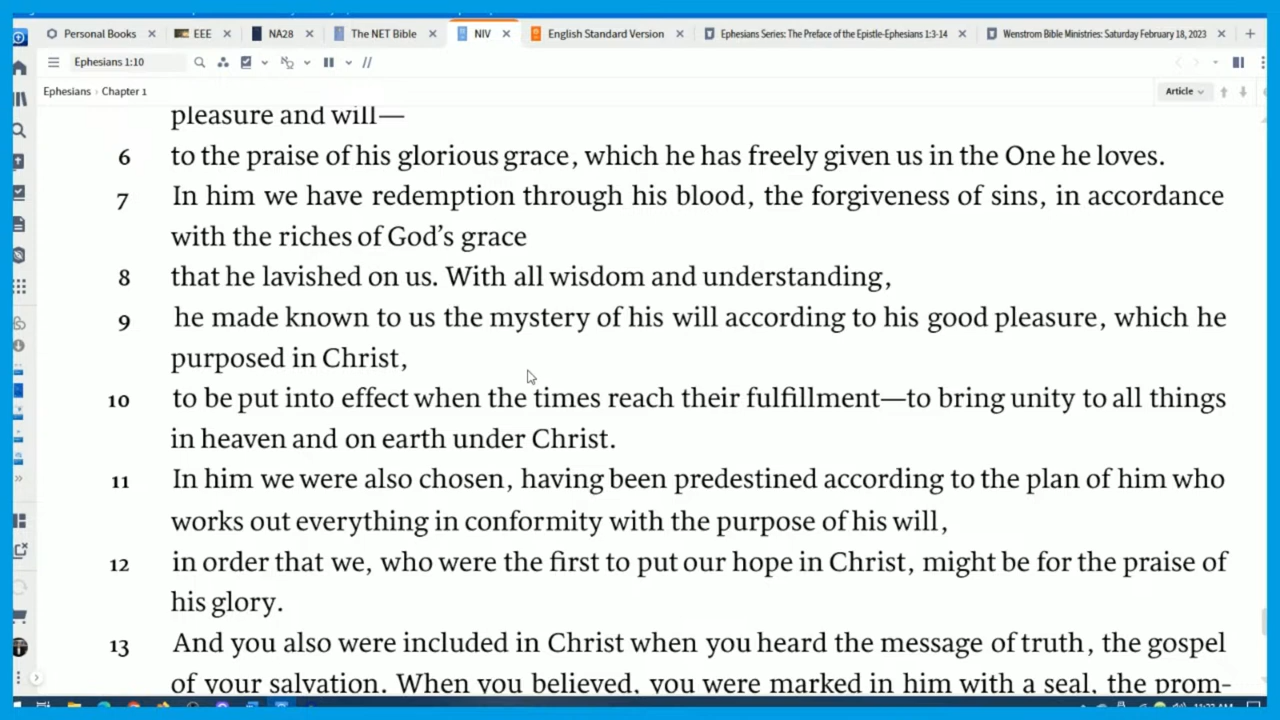 Personal Books EEE NA28 The NET Bible NIV English Standard Version Ephesians Series: The Preface of the Epistle-Ephesians 1:3-14 Wenstrom Bible Ministries: Saturday February 18, 2023
Ephesians 1:10
Ephesians › Chapter 1 Article
pleasure and will—
6 to the praise of his glorious grace, which he has freely given us in the One he loves.
7 In him we have redemption through his blood, the forgiveness of sins, in accordance
with the riches of God’s grace
8 that he lavished on us. With all wisdom and understanding,
9 he made known to us the mystery of his will according to his good pleasure, which he
purposed in Christ,
10 to be put into effect when the times reach their fulfillment—to bring unity to all things
in heaven and on earth under Christ.
11 In him we were also chosen, having been predestined according to the plan of him who
works out everything in conformity with the purpose of his will,
12 in order that we, who were the first to put our hope in Christ, might be for the praise of
his glory.
13 And you also were included in Christ when you heard the message of truth, the gospel
of your salvation. When you believed, you were marked in him with a seal, the prom-